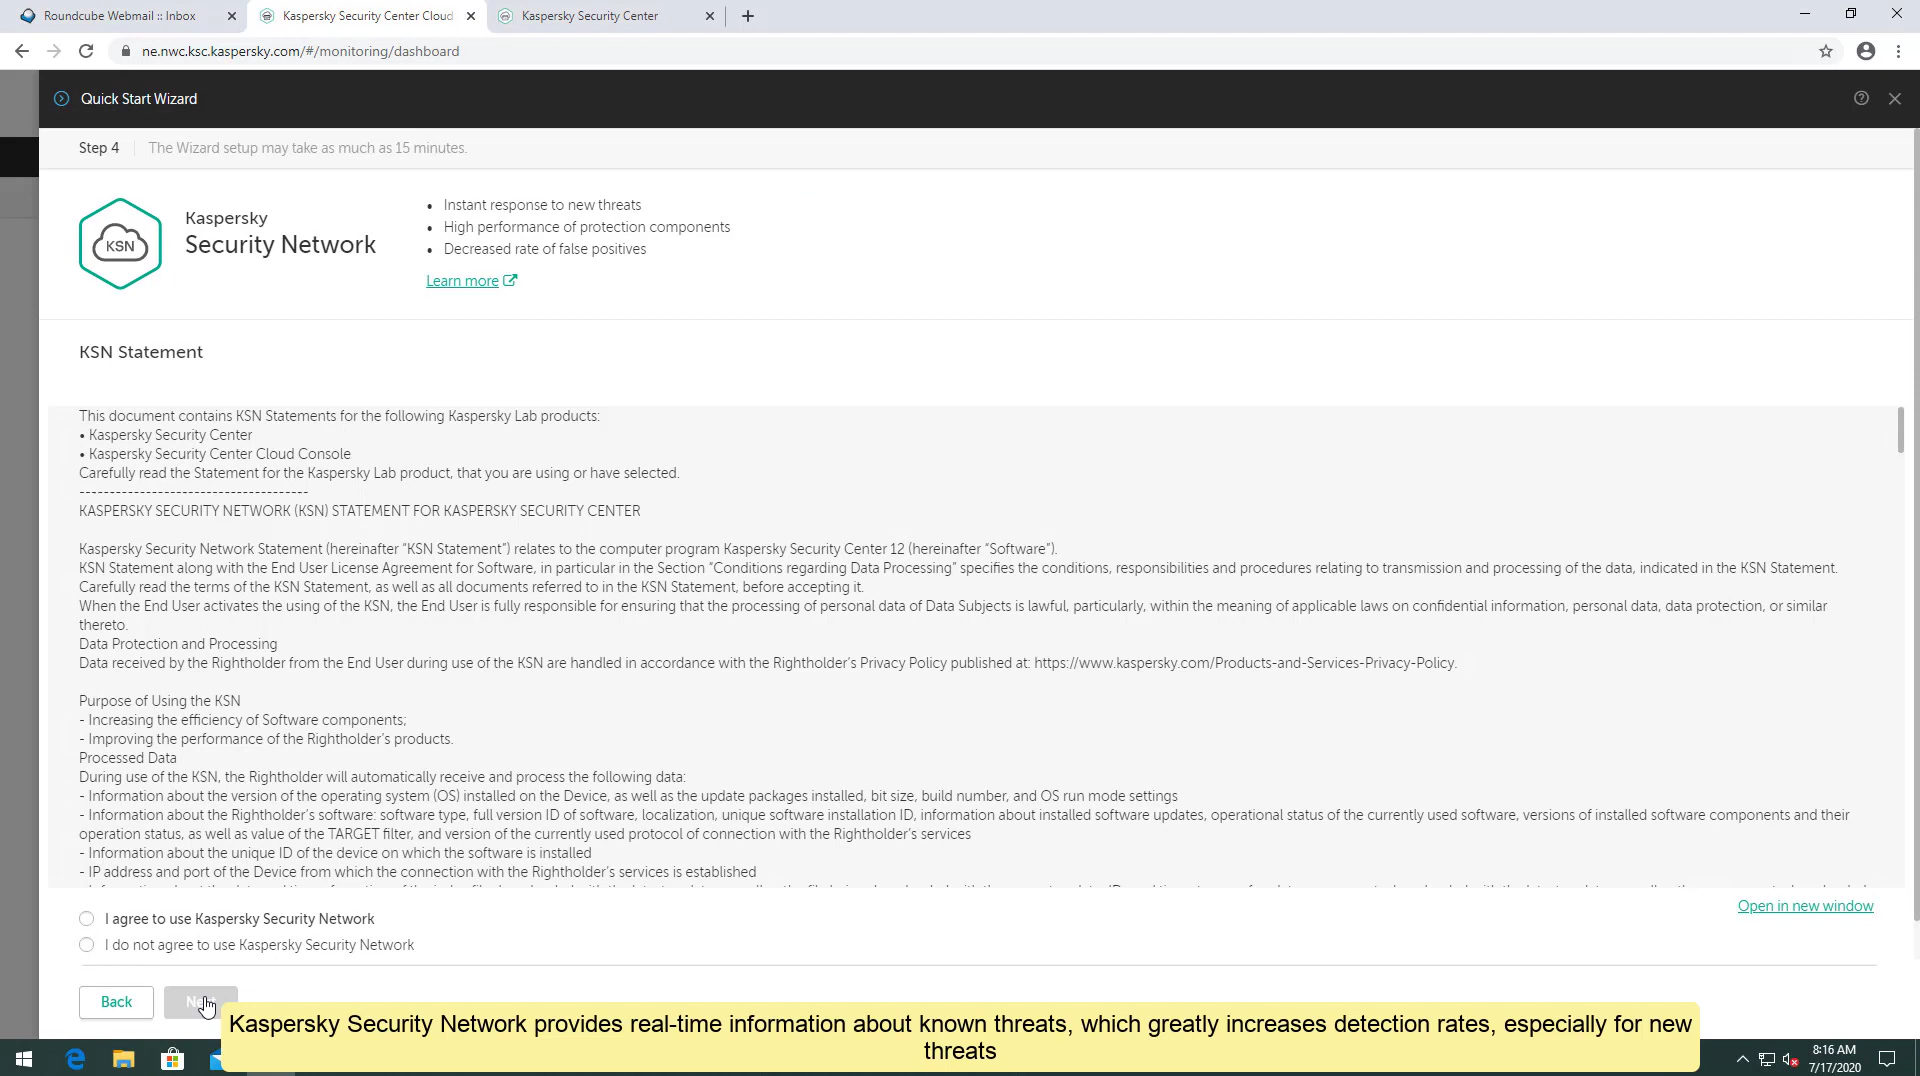 Roundcube Webmail :: Inbox
Kaspersky Security Center Cloud
Kaspersky Security Center
ne.nwc.ksc.kaspersky.com/#/monitoring/dashboard
Quick Start Wizard
Step 4
The Wizard setup may take as much as 15 minutes.
KSN
Kaspersky
Security Network
• Instant response to new threats
• High performance of protection components
• Decreased rate of false positives
Learn more
KSN Statement
This document contains KSN Statements for the following Kaspersky Lab products:
• Kaspersky Security Center
• Kaspersky Security Center Cloud Console
Carefully read the Statement for the Kaspersky Lab product, that you are using or have selected.
--------------------------------------
KASPERSKY SECURITY NETWORK (KSN) STATEMENT FOR KASPERSKY SECURITY CENTER
Kaspersky Security Network Statement (hereinafter “KSN Statement”) relates to the computer program Kaspersky Security Center 12 (hereinafter “Software”).
KSN Statement along with the End User License Agreement for Software, in particular in the Section “Conditions regarding Data Processing” specifies the conditions, responsibilities and procedures relating to transmission and processing of the data, indicated in the KSN Statement.
Carefully read the terms of the KSN Statement, as well as all documents referred to in the KSN Statement, before accepting it.
When the End User activates the using of the KSN, the End User is fully responsible for ensuring that the processing of personal data of Data Subjects is lawful, particularly, within the meaning of applicable laws on confidential information, personal data, data protection, or similar
thereto.
Data Protection and Processing
Data received by the Rightholder from the End User during use of the KSN are handled in accordance with the Rightholder’s Privacy Policy published at: https://www.kaspersky.com/Products-and-Services-Privacy-Policy.
Purpose of Using the KSN
- Increasing the efficiency of Software components;
- Improving the performance of the Rightholder’s products.
Processed Data
During use of the KSN, the Rightholder will automatically receive and process the following data:
- Information about the version of the operating system (OS) installed on the Device, as well as the update packages installed, bit size, build number, and OS run mode settings
- Information about the Rightholder’s software: software type, full version ID of software, localization, unique software installation ID, information about installed software updates, operational status of the currently used software, versions of installed software components and their
operation status, as well as value of the TARGET filter, and version of the currently used protocol of connection with the Rightholder’s services
- Information about the unique ID of the device on which the software is installed
- IP address and port of the Device from which the connection with the Rightholder’s services is established
I agree to use Kaspersky Security Network
Open in new window
I do not agree to use Kaspersky Security Network
Back
Kaspersky Security Network provides real-time information about known threats, which greatly increases detection rates, especially for new
threats
8:16 AM
7/17/2020